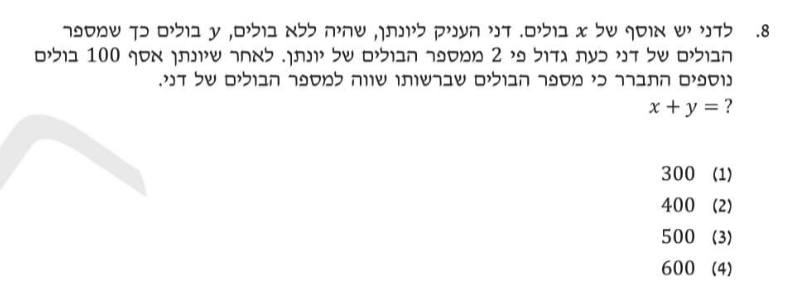 8. לדני יש אוסף של x בולים. דני העניק ליונתן, שהיה ללא בולים, y בולים כך שמספר
הבולים של דני כעת גדול פי 2 ממספר הבולים של יונתן. לאחר שיונתן אסף 100 בולים
נוספים התברר כי מספר הבולים שברשותו שווה למספר הבולים של דני.
x + y = ?
(1) 300
(2) 400
(3) 500
(4) 600